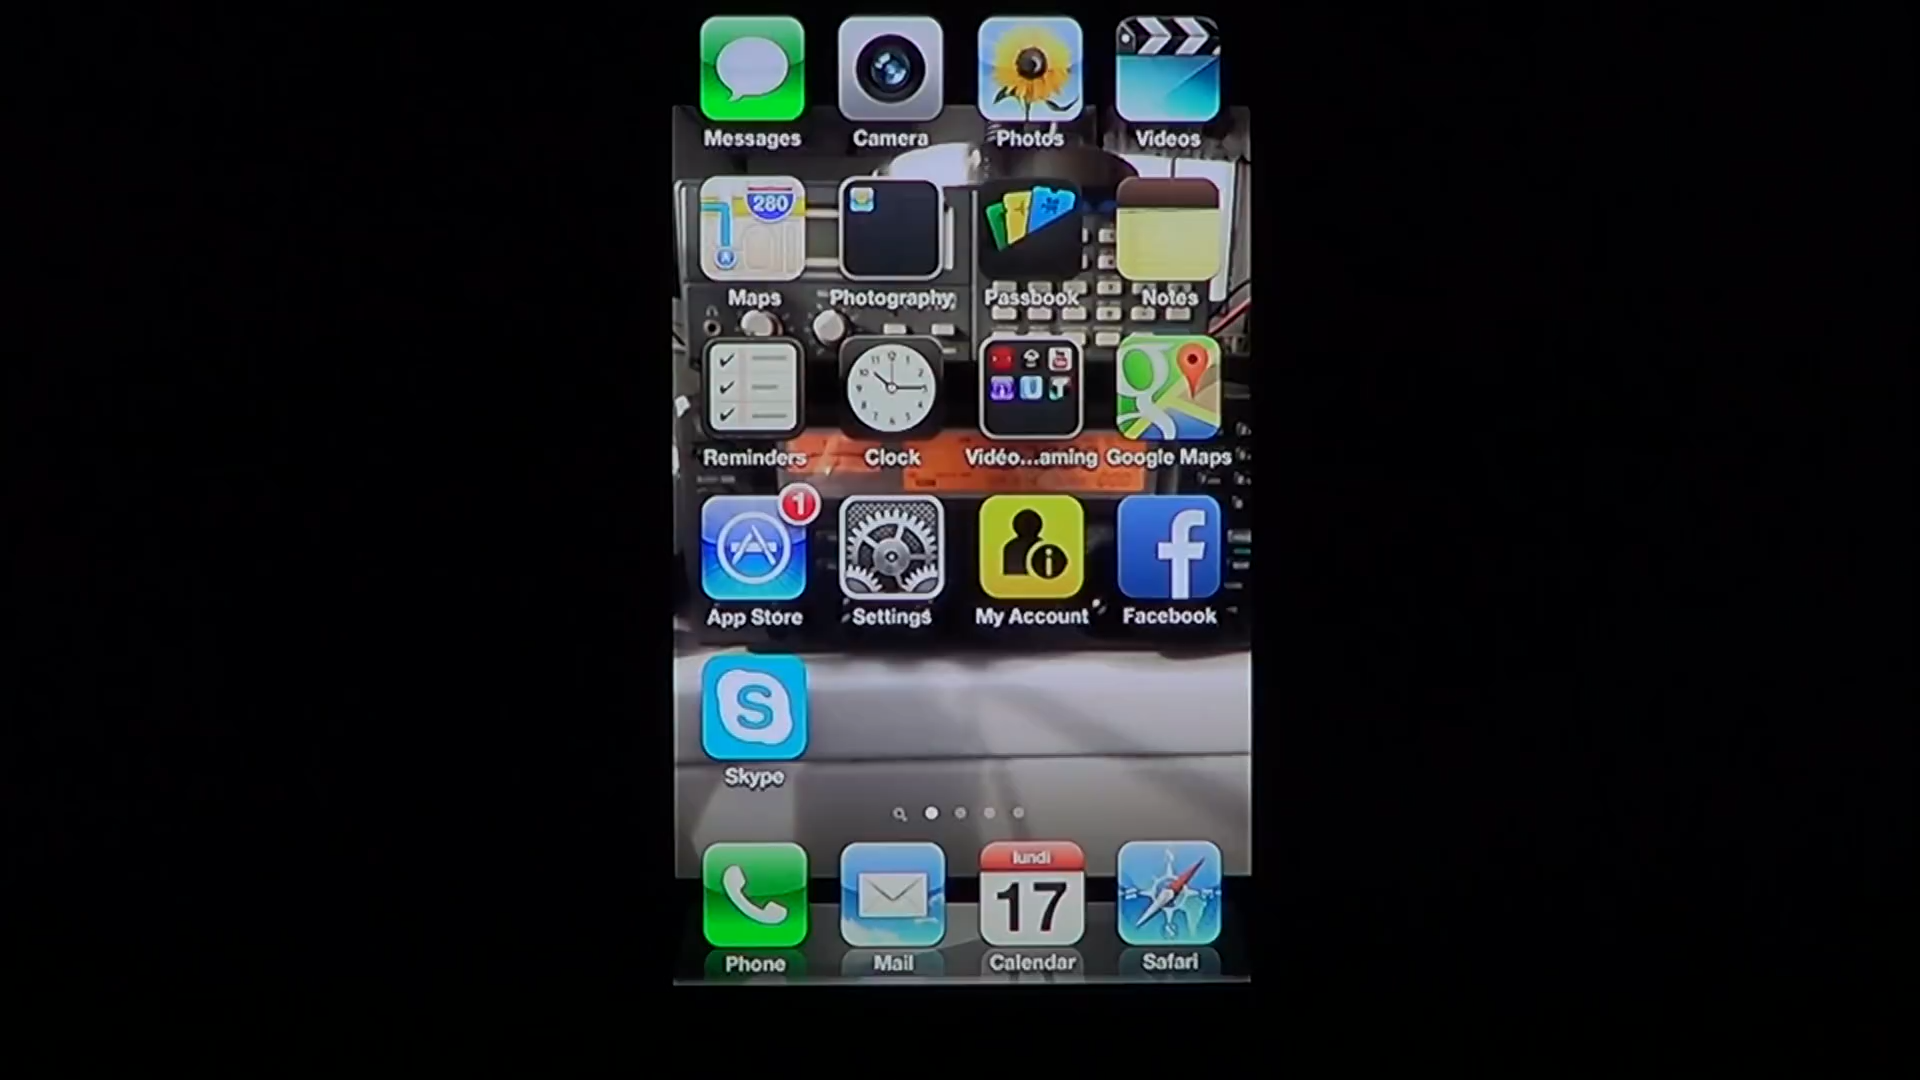 Messages Camera Photos Videos
280
Maps Photography Passbook Notes
Reminders Clock Vidéo...aming Google Maps
1
App Store Settings My Account Facebook
S
Skype
lundi
17
Phone Mail Calendar Safari